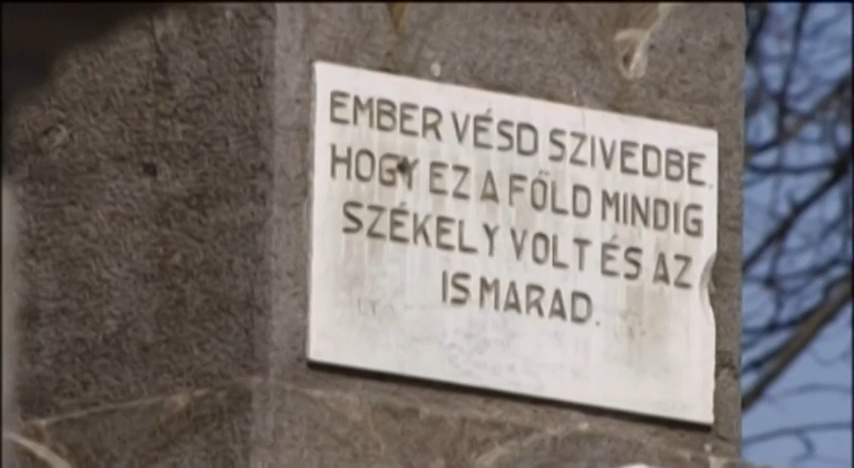 EMBER VÉSD SZIVEDBE.
HOGY EZ A FÖLD MINDIG
SZÉKELY VOLT ÉS AZ
IS MARAD.